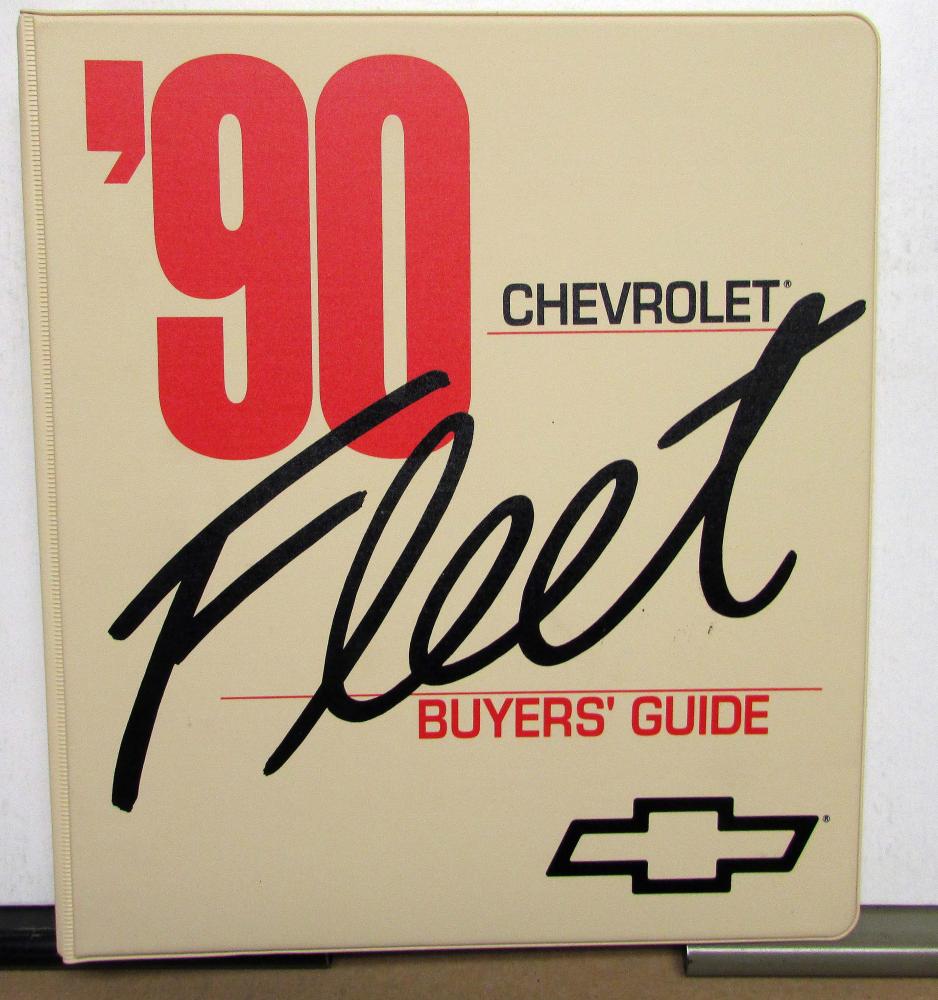 '90
CHEVROLET®
Fleet
BUYERS' GUIDE
®